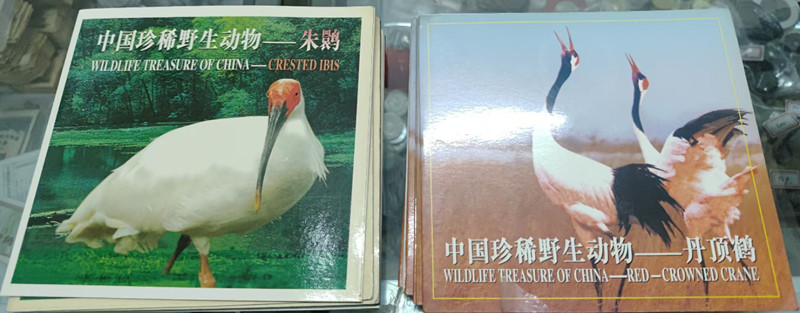 中国珍稀野生动物——朱鹮
WILDLIFE TREASURE OF CHINA—CRESTED IBIS
中国珍稀野生动物——丹顶鹤
WILDLIFE TREASURE OF CHINA—RED—CROWNED CRANE